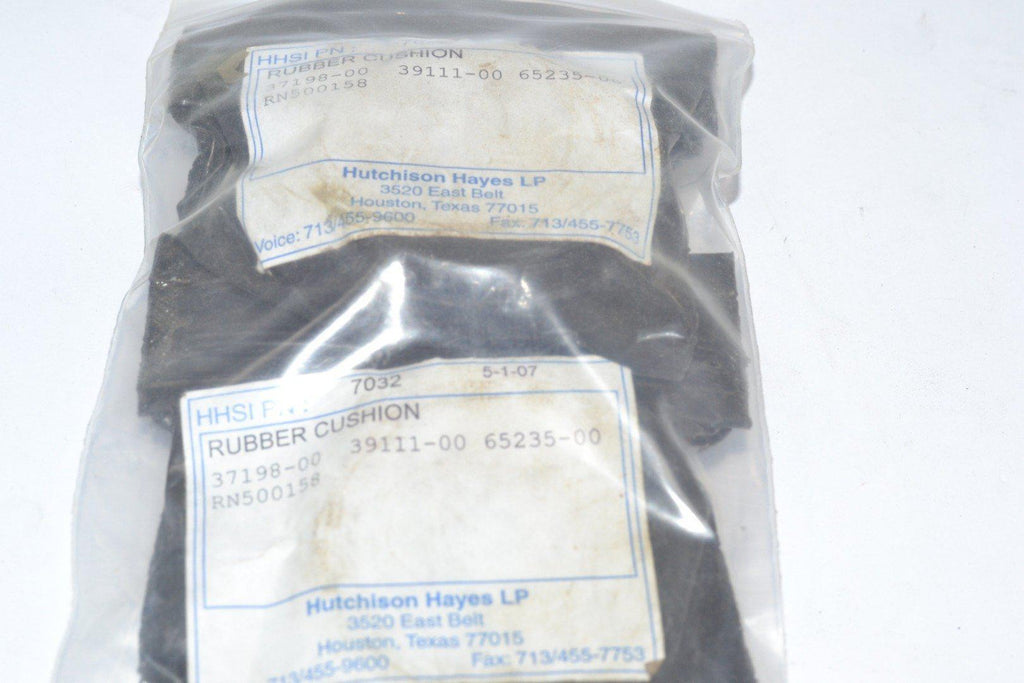 HHSI PN :
RUBBER CUSHION
37198-00 39111-00 65235-00
RN500158
Hutchison Hayes LP
3520 East Belt
Houston, Texas 77015
Voice: 713/455-9600 Fax: 713/455-7753
HHSI PN : 7032 5-1-07
RUBBER CUSHION
37198-00 39111-00 65235-00
RN500158
Hutchison Hayes LP
3520 East Belt
Houston, Texas 77015
713/455-9600 Fax: 713/455-7753